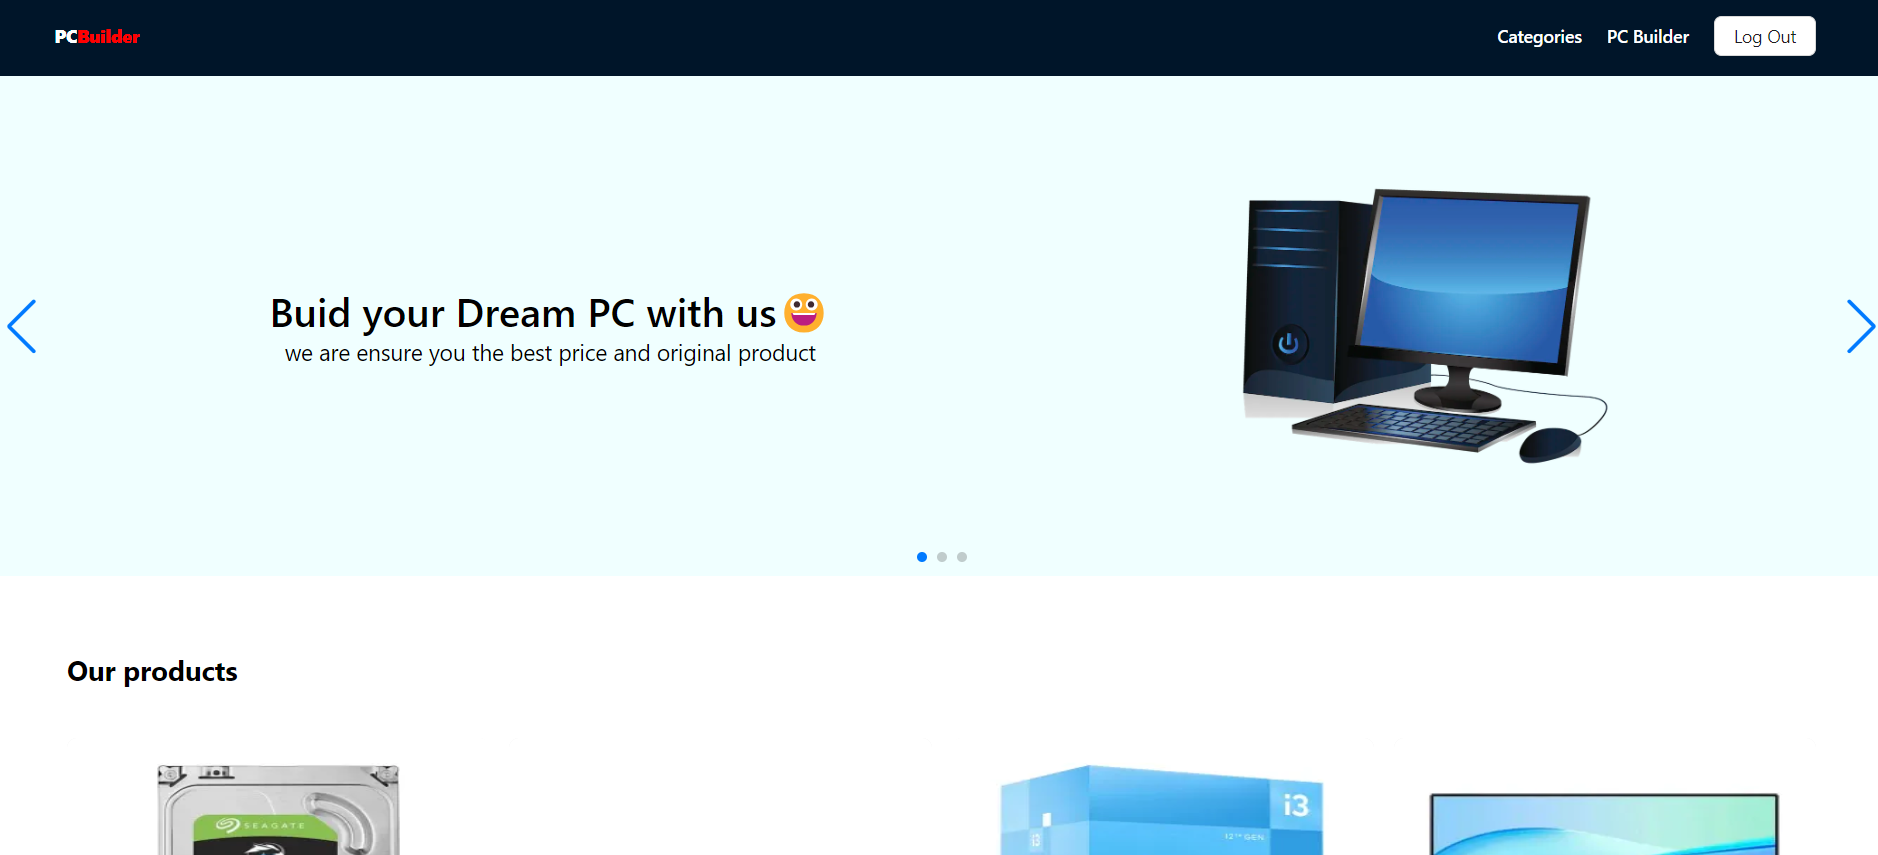 PCBuilder
Categories
PC Builder
Log Out
Buid your Dream PC with us
we are ensure you the best price and original product
Our products
SEAGATE
i3
12TH GEN
i3